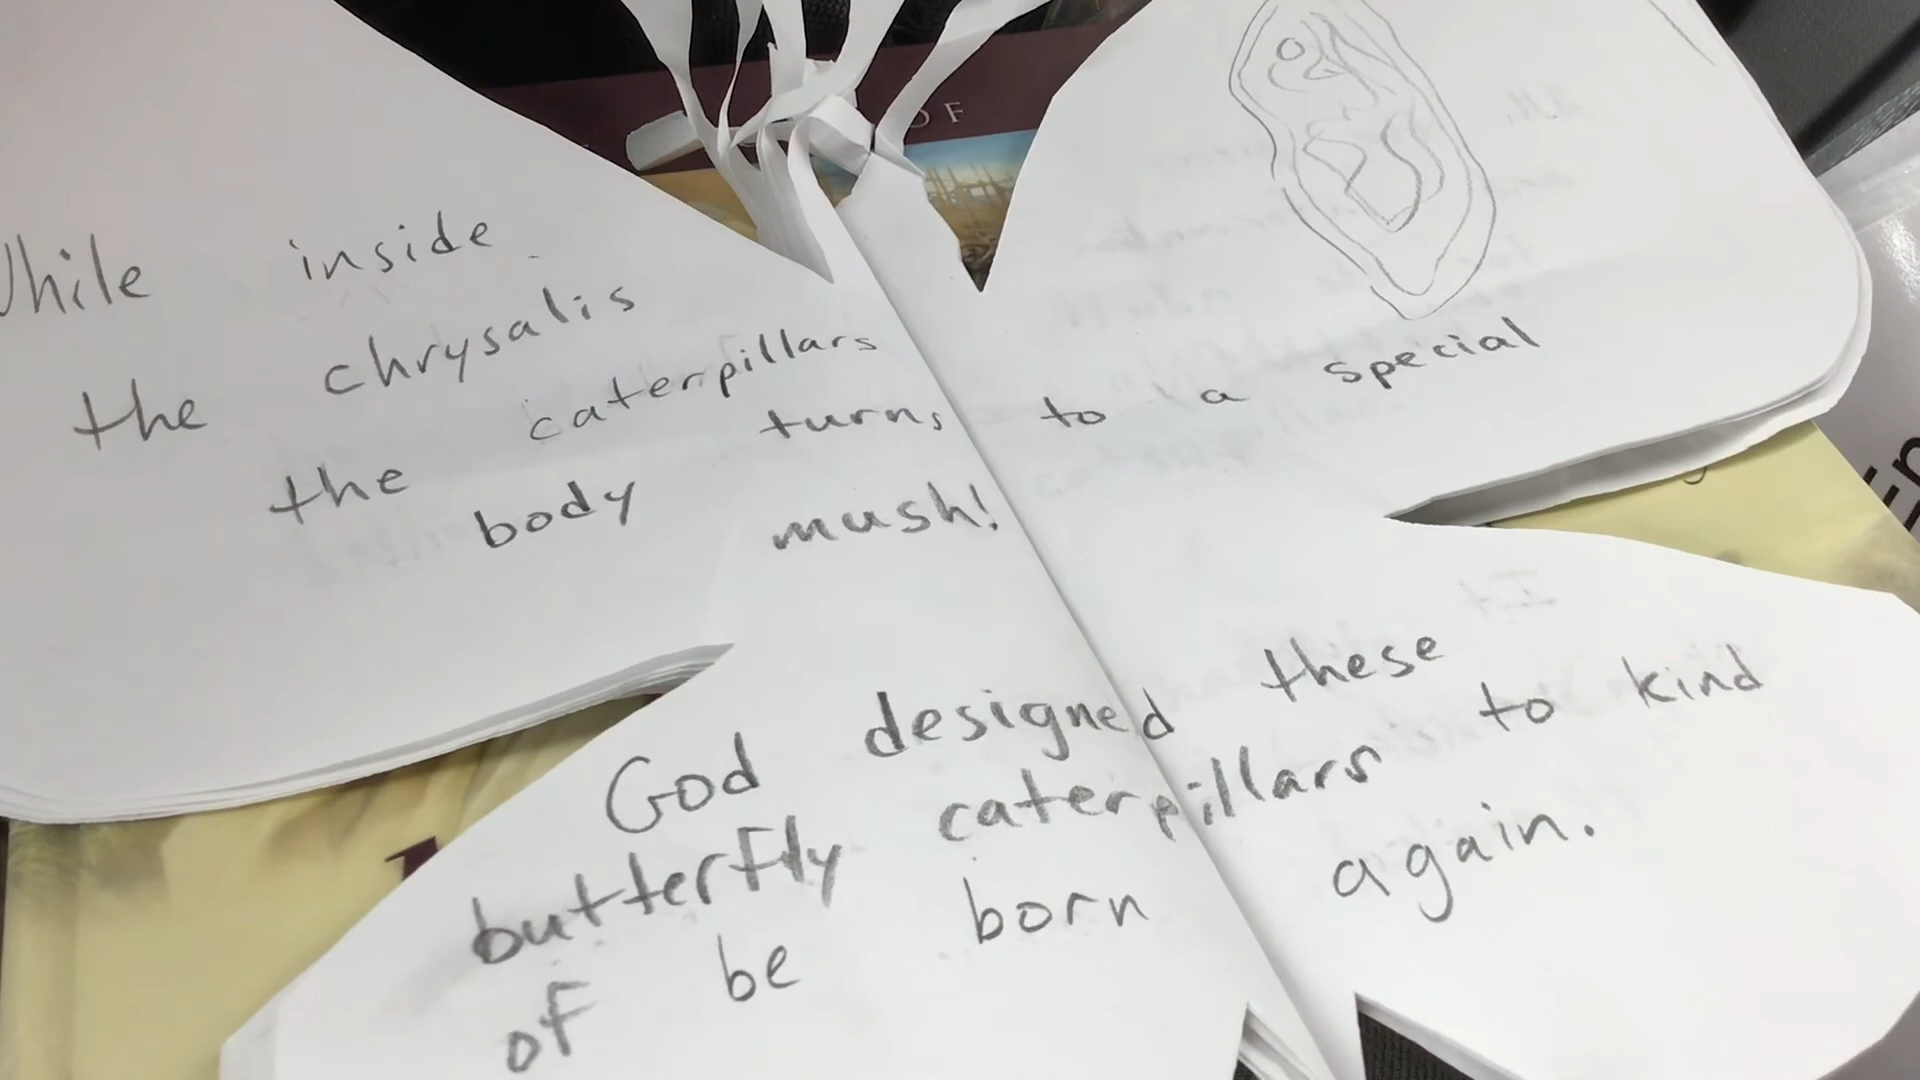 While inside
the chrysalis
the caterpillars
body turns to a special
mush!
God designed these
butterfly caterpillars to kind
of be born again.
OF